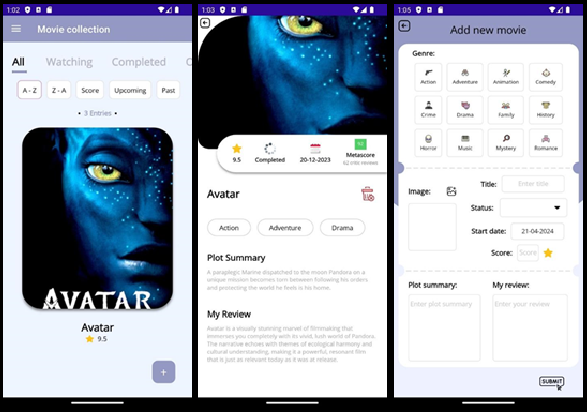 1:02
Movie collection
All Watching Completed C
A - Z Z - A Score Upcoming Past
• 3 Entries •
AVATAR
Avatar
9.5
+
1:03
9.5 Completed 20-12-2023 Metascore
Avatar
Action Adventure Drama
Plot Summary
A paraplegic Marine dispatched to the moon Pandora on a
unique mission becomes torn between following his orders
and protecting the world he feels is his home.
My Review
Avatar is a visually stunning marvel of filmmaking that
immerses you completely with its vivid, lush world of Pandora.
The narrative echoes with themes of ecological harmony and
cultural understanding, making it a powerful, resonant film
that is just as relevant today as it was at release.
1:05
Add new movie
Genre:
Action Adventure Animation Comedy
Crime Drama Family History
Horror Music Mystery Romance
Image:
Title: Enter title
Status:
Start date: 21-04-2024
Score: Score
Plot summary: My review:
Enter plot summary Enter your review
SUBMIT